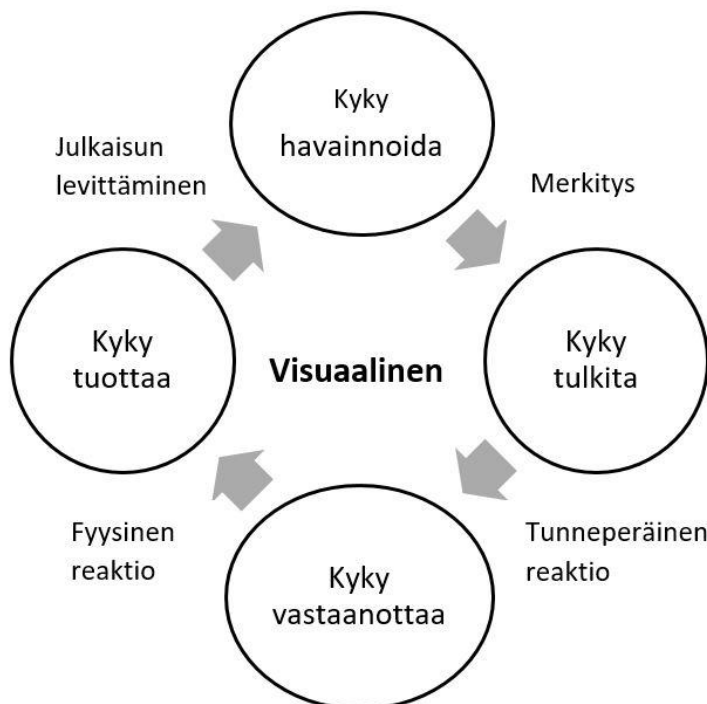 Kyky
havainnoida
Julkaisun
levittäminen
Merkitys
Kyky
tuottaa
Visuaalinen
Kyky
tulkita
Fyysinen
reaktio
Tunneperäinen
reaktio
Kyky
vastaanottaa